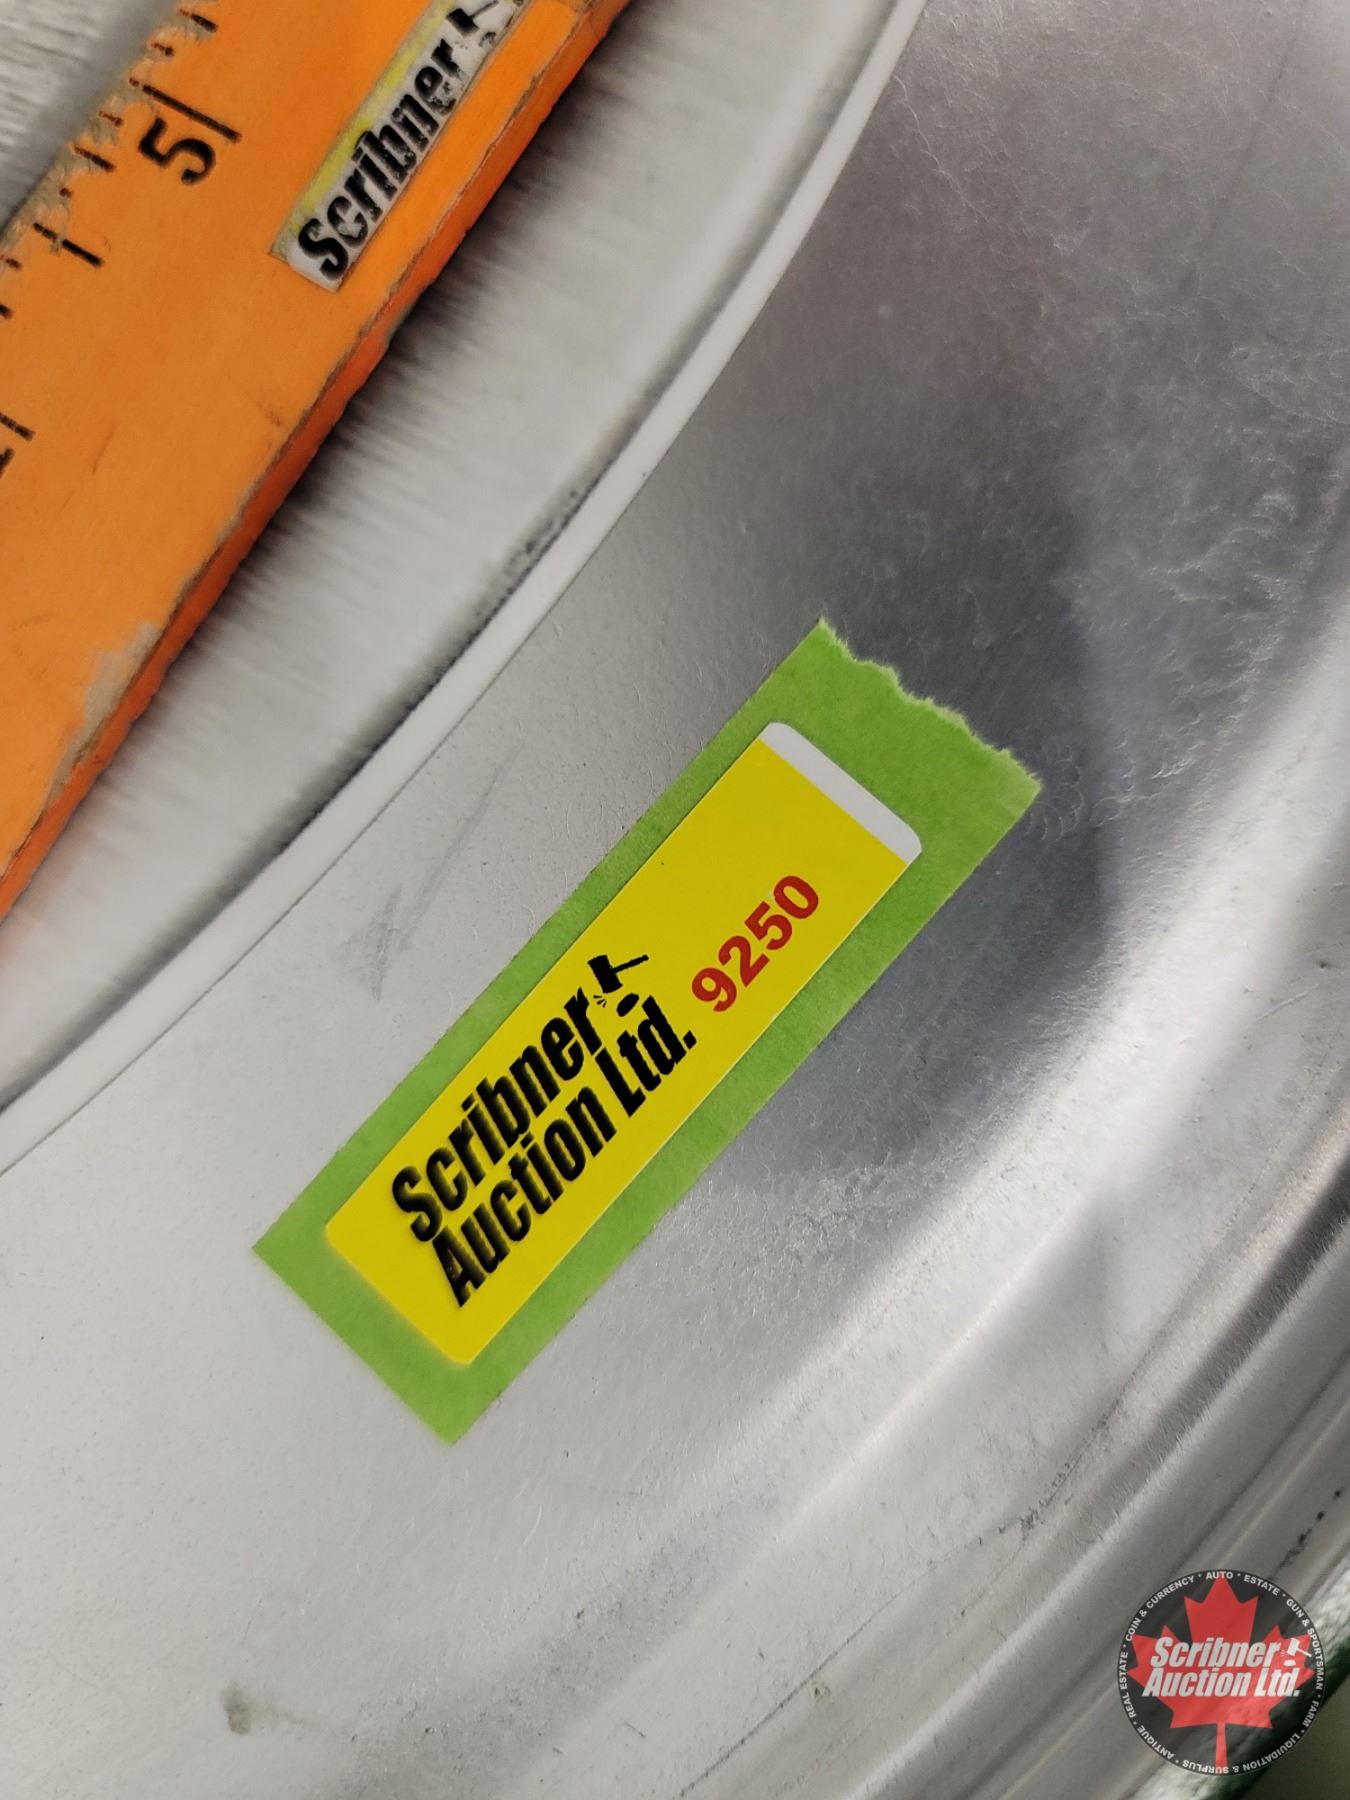 5
Scribner
Scribner
Auction Ltd.
9250
COIN & CURRENCY • AUTO • ESTATE • GUN & SPORTSMAN • FARM • LIQUIDATION & SURPLUS • ANTIQUE • REAL ESTATE •
Scribner
Auction Ltd.